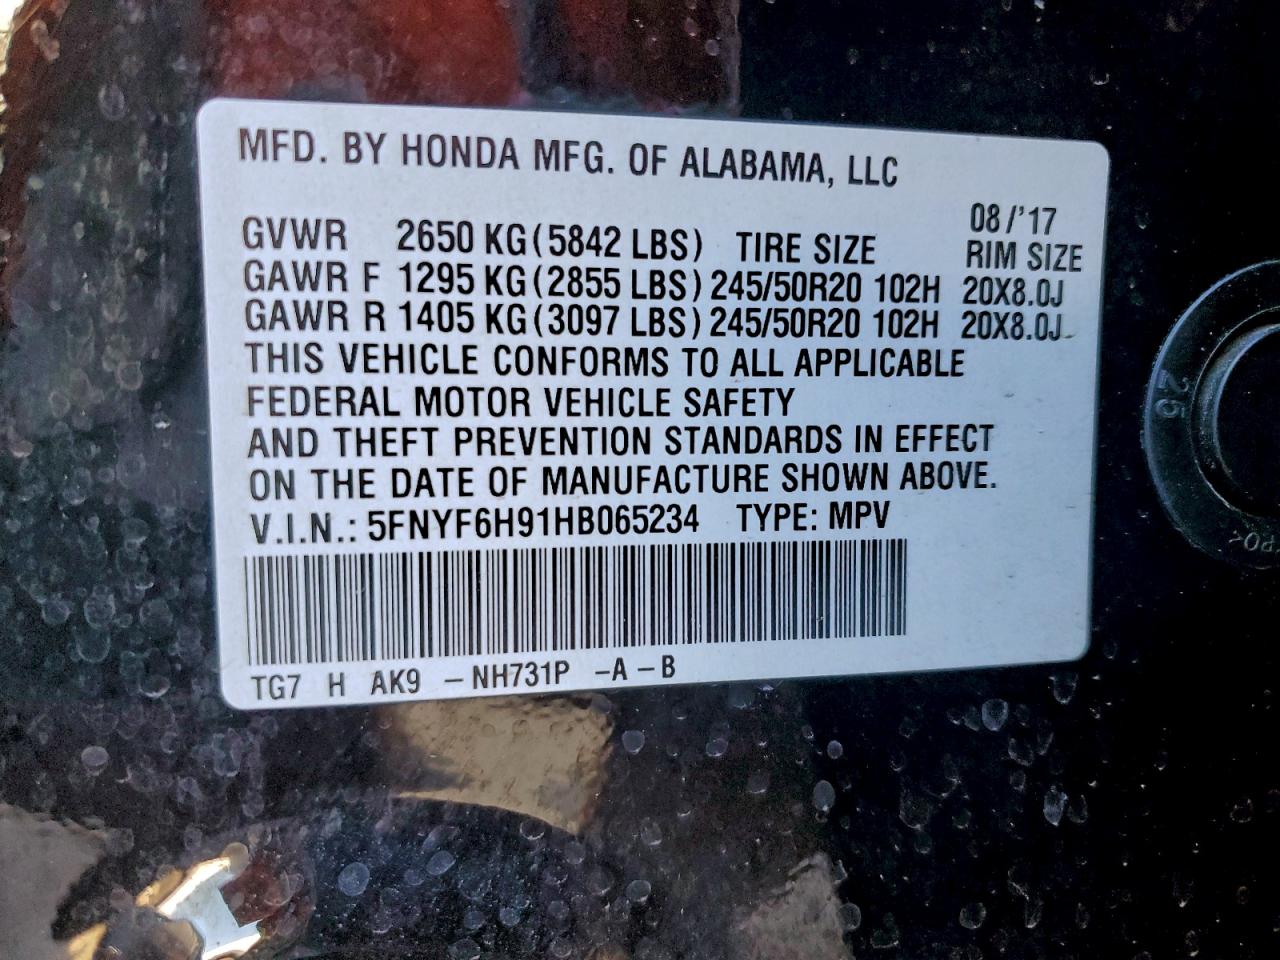 MFD. BY HONDA MFG. OF ALABAMA, LLC
08/'17
GVWR 2650 KG(5842 LBS) TIRE SIZE RIM SIZE
GAWR F 1295 KG(2855 LBS) 245/50R20 102H 20X8.0J
GAWR R 1405 KG(3097 LBS) 245/50R20 102H 20X8.0J
THIS VEHICLE CONFORMS TO ALL APPLICABLE
FEDERAL MOTOR VEHICLE SAFETY
AND THEFT PREVENTION STANDARDS IN EFFECT
ON THE DATE OF MANUFACTURE SHOWN ABOVE.
V.I.N.: 5FNYF6H91HB065234 TYPE: MPV
TG7 H AK9 – NH731P –A – B
25